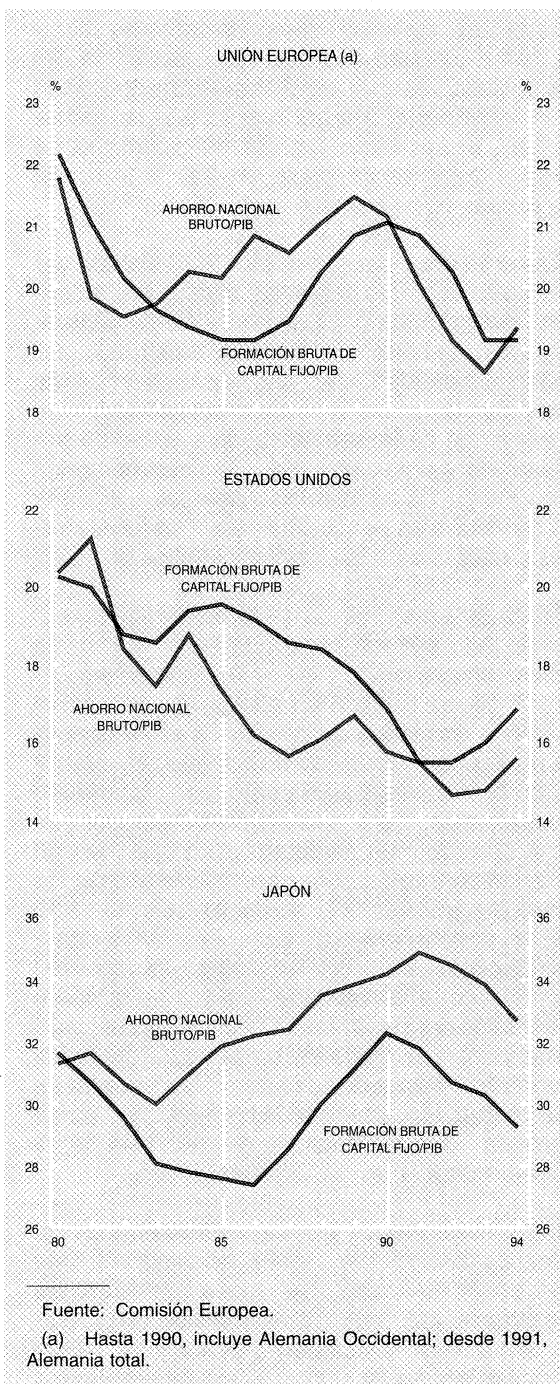 UNIÓN EUROPEA (a)
% %
23 23
22 22
AHORRO NACIONAL
BRUTO/PIB
21 21
20 20
19 19
FORMACIÓN BRUTA DE
CAPITAL FIJO/PIB
18 18
ESTADOS UNIDOS
22 22
FORMACIÓN BRUTA DE
CAPITAL FIJO/PIB
20 20
18 18
AHORRO NACIONAL
BRUTO/PIB
16 16
14 14
JAPÓN
36 36
34 34
AHORRO NACIONAL
BRUTO/PIB
32 32
30 30
FORMACIÓN BRUTA DE
CAPITAL FIJO/PIB
28 28
26 26
80 85 90 94
Fuente: Comisión Europea.
(a) Hasta 1990, incluye Alemania Occidental; desde 1991,
Alemania total.